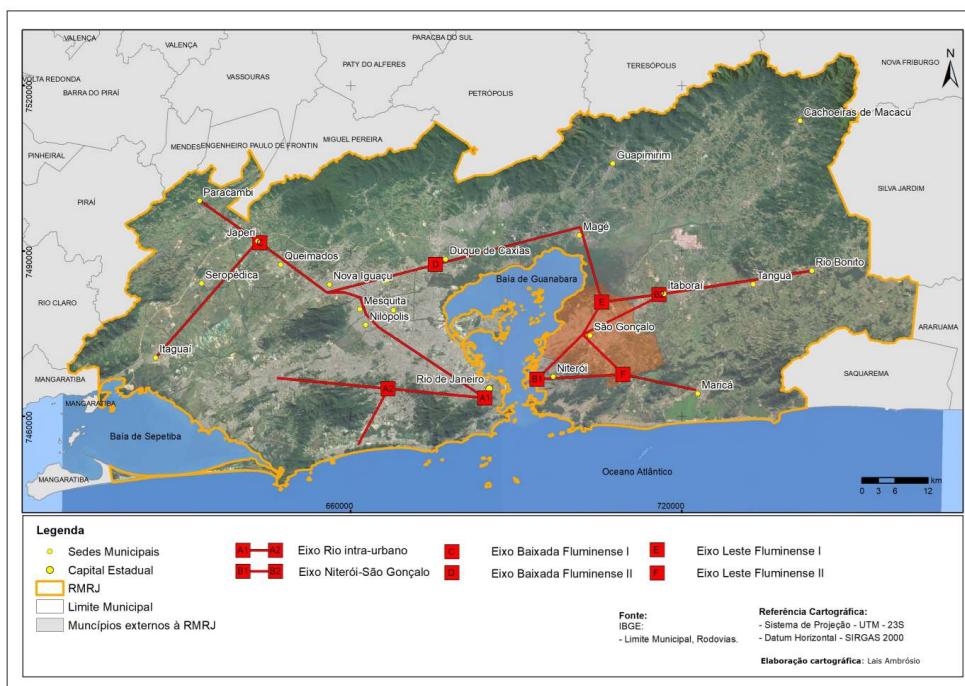 VALENÇA
VALENÇA
PARAÍBA DO SUL
NOVA FRIBURGO
VOLTA REDONDA
BARRA DO PIRAÍ
VASSOURAS
PATY DO ALFERES
TERESÓPOLIS
PETRÓPOLIS
N
7520000
PINHEIRAL
MENDES
ENGENHEIRO PAULO DE FRONTIN
MIGUEL PEREIRA
Cachoeiras de Macacu
Guapimirim
PIRAÍ
SILVA JARDIM
Paracambi
Magé
Japeri
C
Queimados
Duque de Caxias
D
7490000
Seropédica
Nova Iguaçu
Baía de Guanabara
Rio Bonito
Tanguá
Itaboraí
B2
E
RIO CLARO
Mesquita
Nilópolis
São Gonçalo
ARARUAMA
Itaguaí
SAQUAREMA
MANGARATIBA
Rio de Janeiro
A2
A1
B1
Niterói
F
Maricá
MANGARATIBA
7460000
Baía de Sepetiba
MANGARATIBA
Oceano Atlântico
km
0 3 6 12
660000
720000
Legenda
Sedes Municipais
Capital Estadual
RMRJ
Limite Municipal
Muncípios externos à RMRJ
A1 A2 Eixo Rio intra-urbano
B1 B2 Eixo Niterói-São Gonçalo
C Eixo Baixada Fluminense I
D Eixo Baixada Fluminense II
E Eixo Leste Fluminense I
F Eixo Leste Fluminense II
Fonte:
IBGE:
- Limite Municipal, Rodovias.
Referência Cartográfica:
- Sistema de Projeção - UTM - 23S
- Datum Horizontal - SIRGAS 2000
Elaboração cartográfica: Lais Ambrósio